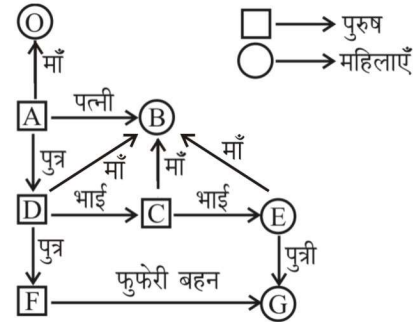 O
पुरुष
माँ
महिलाएँ
A पत्नी B
पुत्र माँ माँ माँ
D भाई C भाई E
पुत्र पुत्री
F फुफेरी बहन G